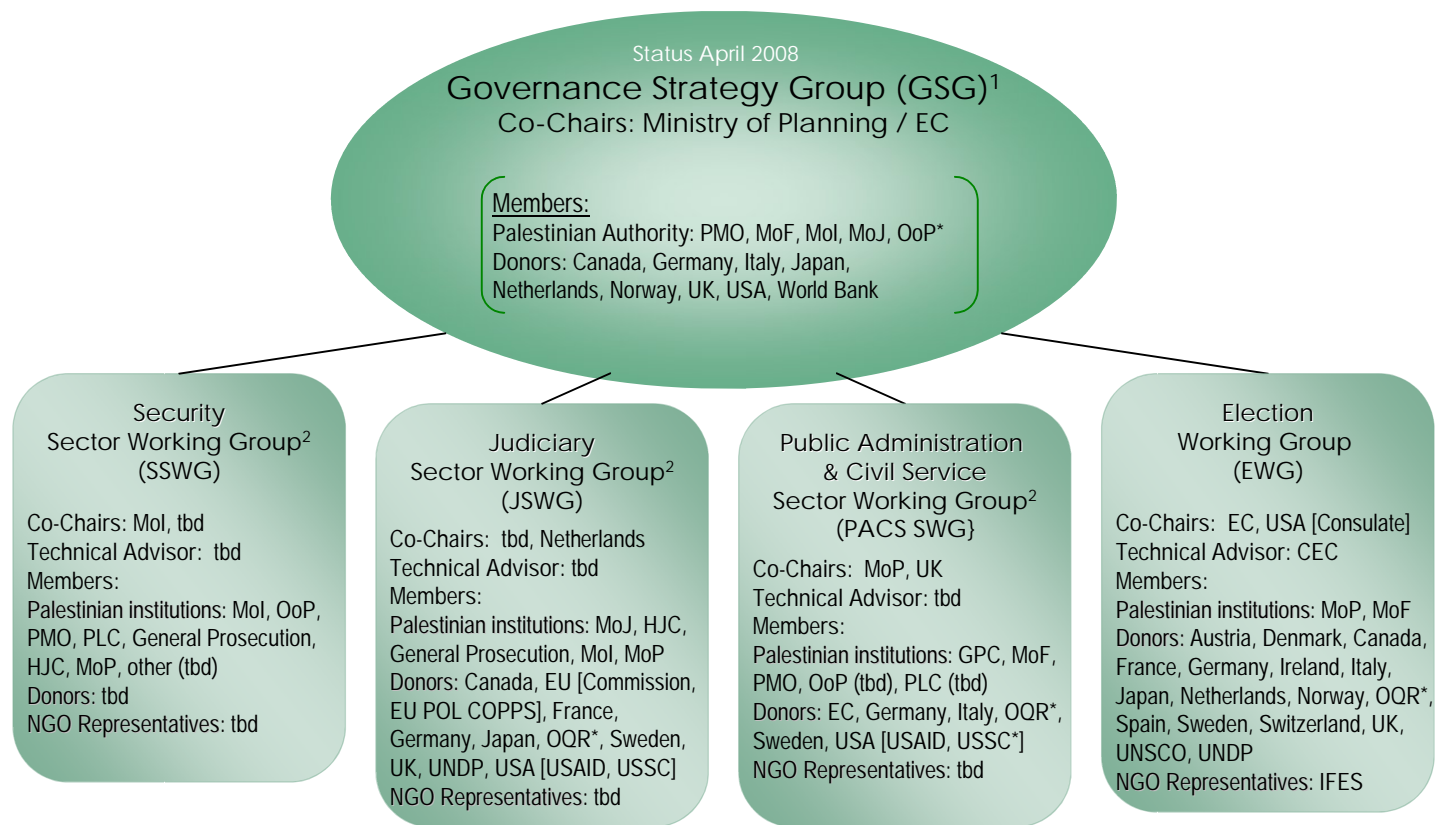 Status April 2008
Governance Strategy Group (GSG)¹
Co-Chairs: Ministry of Planning / EC
Members:
Palestinian Authority: PMO, MoF, MoI, MoJ, OoP*
Donors: Canada, Germany, Italy, Japan,
Netherlands, Norway, UK, USA, World Bank
Security
Sector Working Group²
(SSWG)
Co-Chairs: MoI, tbd
Technical Advisor: tbd
Members:
Palestinian institutions: MoI, OoP,
PMO, PLC, General Prosecution,
HJC, MoP, other (tbd)
Donors: tbd
NGO Representatives: tbd
Judiciary
Sector Working Group²
(JSWG)
Co-Chairs: tbd, Netherlands
Technical Advisor: tbd
Members:
Palestinian institutions: MoJ, HJC,
General Prosecution, MoI, MoP
Donors: Canada, EU [Commission,
EU POL COPPS], France,
Germany, Japan, OQR*, Sweden,
UK, UNDP, USA [USAID, USSC]
NGO Representatives: tbd
Public Administration
& Civil Service
Sector Working Group²
(PACS SWG}
Co-Chairs: MoP, UK
Technical Advisor: tbd
Members:
Palestinian institutions: GPC, MoF,
PMO, OoP (tbd), PLC (tbd)
Donors: EC, Germany, Italy, OQR*,
Sweden, USA [USAID, USSC*]
NGO Representatives: tbd
Election
Working Group
(EWG)
Co-Chairs: EC, USA [Consulate]
Technical Advisor: CEC
Members:
Palestinian institutions: MoP, MoF
Donors: Austria, Denmark, Canada,
France, Germany, Ireland, Italy,
Japan, Netherlands, Norway, OQR*,
Spain, Sweden, Switzerland, UK,
UNSCO, UNDP
NGO Representatives: IFES